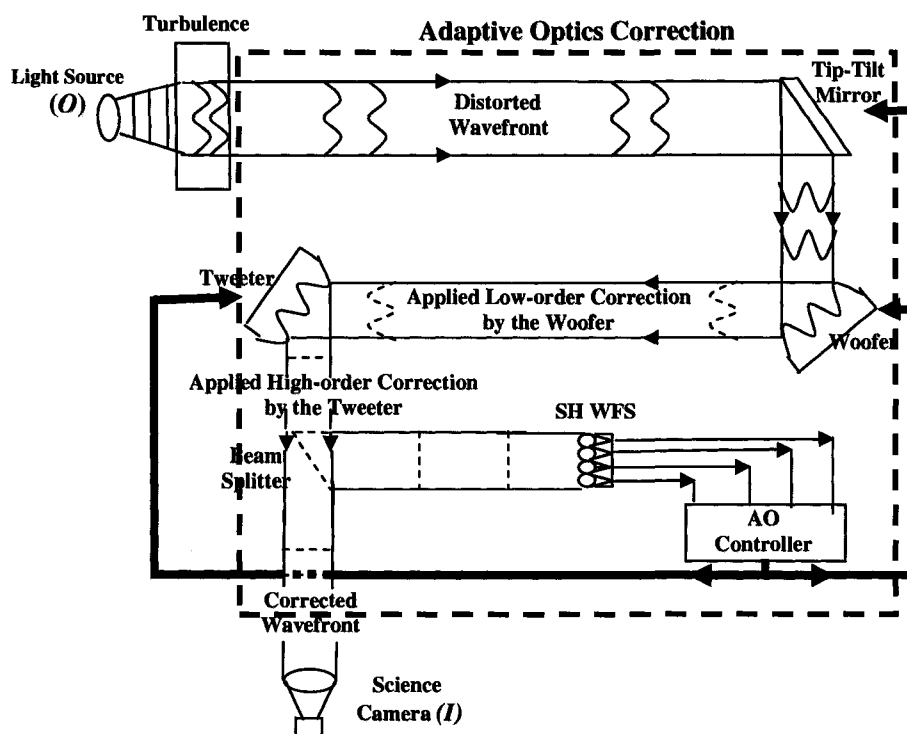 Turbulence
Adaptive Optics Correction
Light Source
(O)
Tip-Tilt
Mirror
Distorted
Wavefront
Tweeter
Applied Low-order Correction
by the Woofer
Woofer
Applied High-order Correction
by the Tweeter
SH WFS
Beam
Splitter
AO
Controller
Corrected
Wavefront
Science
Camera (I)